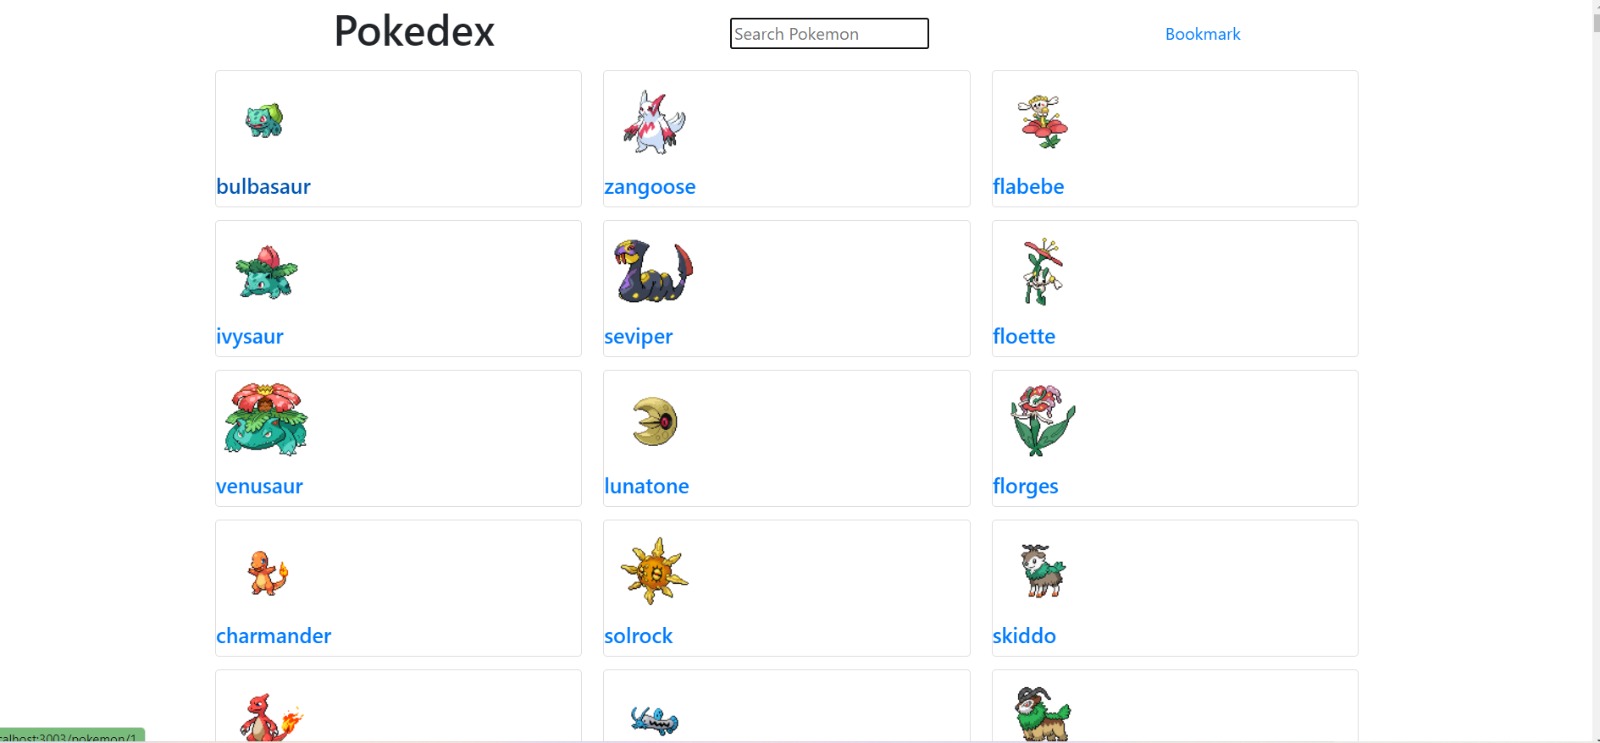 Pokedex
Search Pokemon
Bookmark
bulbasaur
zangoose
flabebe
ivysaur
seviper
floette
venusaur
lunatone
florges
charmander
solrock
skiddo
alhost:3003/pokemon/1